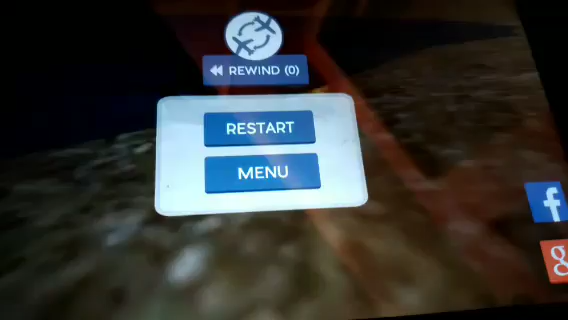 REWIND (0)
RESTART
MENU
f
g